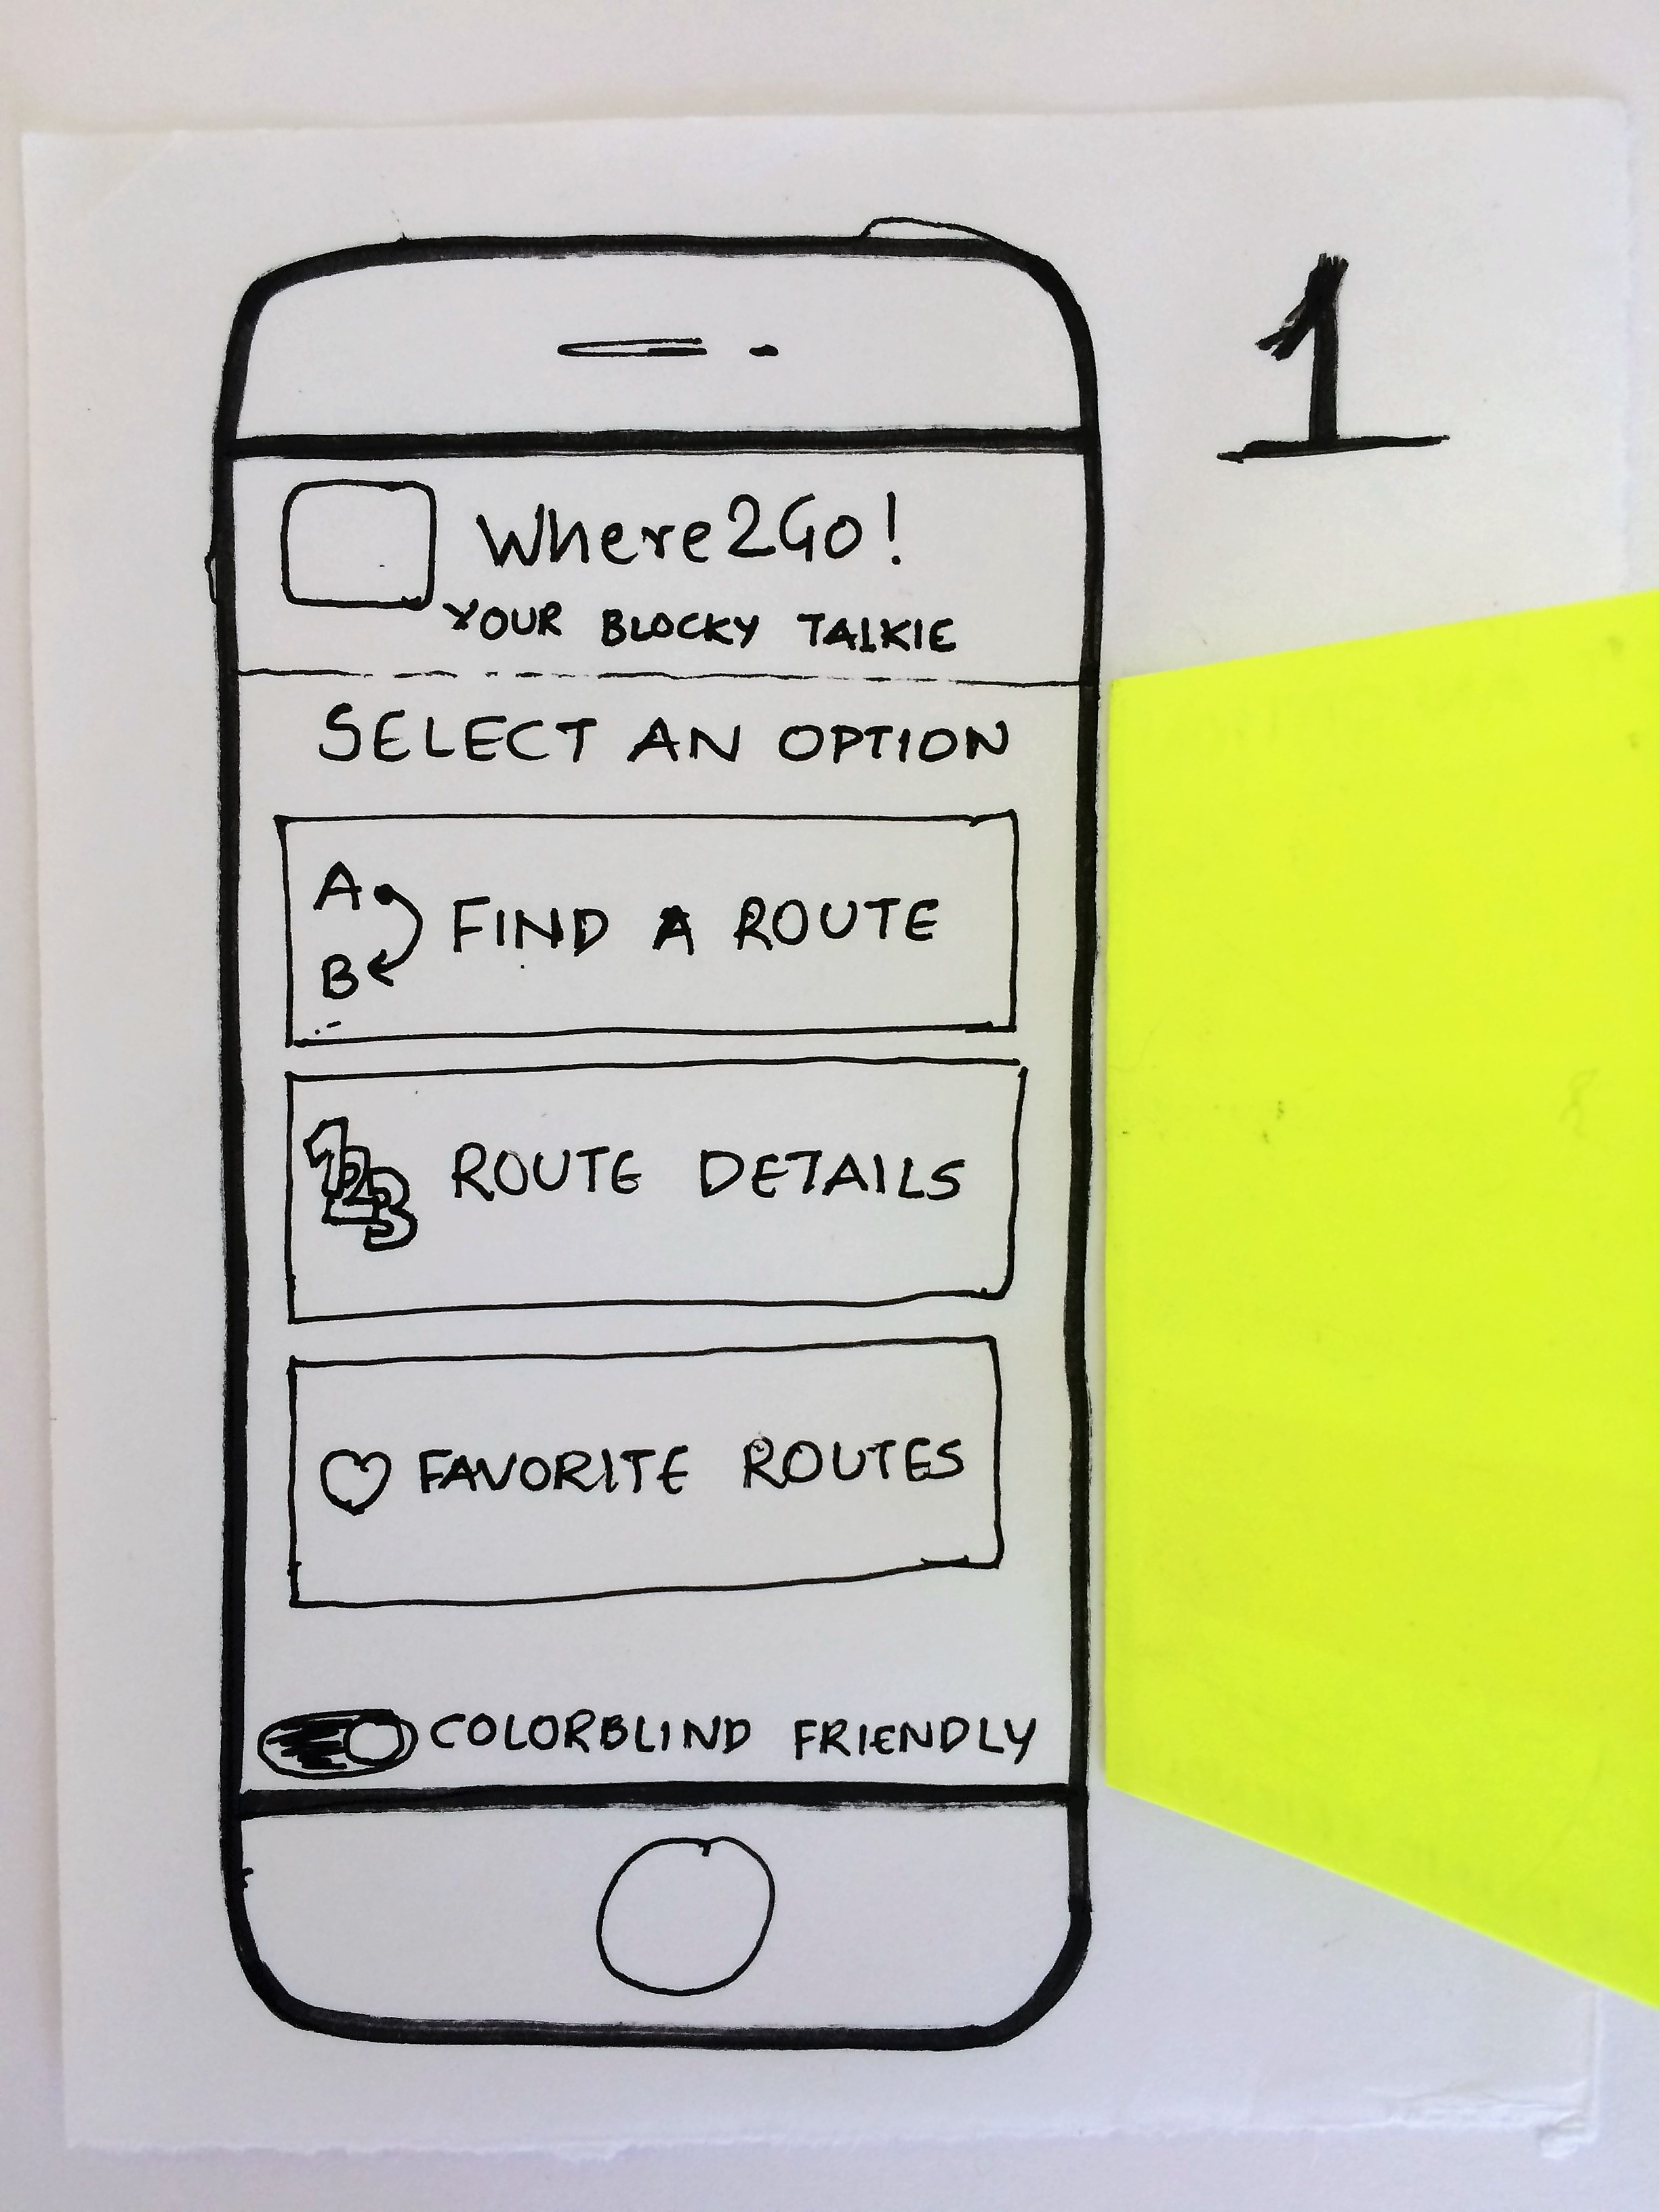 1
Where2Go!
YOUR BLOCKY TALKIE
SELECT AN OPTION
A
B
FIND A ROUTE
123
ROUTE DETAILS
FAVORITE ROUTES
COLORBLIND FRIENDLY